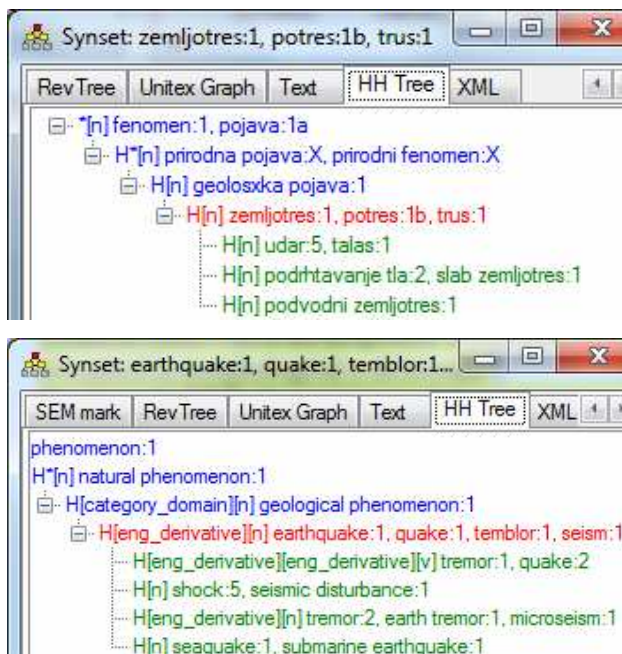 Synset: zemljotres:1, potres:1b, trus:1
RevTree Unitex Graph Text HH Tree XML
*[n] fenomen:1, pojava:1a
H*[n] prirodna pojava:X, prirodni fenomen:X
H[n] geolosxka pojava:1
H[n] zemljotres:1, potres:1b, trus:1
H[n] udar:5, talas:1
H[n] podrhtavanje tla:2, slab zemljotres:1
H[n] podvodni zemljotres:1
Synset: earthquake:1, quake:1, temblor:1...
SEM mark RevTree Unitex Graph Text HH Tree XML
phenomenon:1
H*[n] natural phenomenon:1
H[category_domain][n] geological phenomenon:1
H[eng_derivative][n] earthquake:1, quake:1, temblor:1, seism:1
H[eng_derivative][eng_derivative][v] tremor:1, quake:2
H[n] shock:5, seismic disturbance:1
H[eng_derivative][n] tremor:2, earth tremor:1, microseism:1
H[n] seaquake:1, submarine earthquake:1